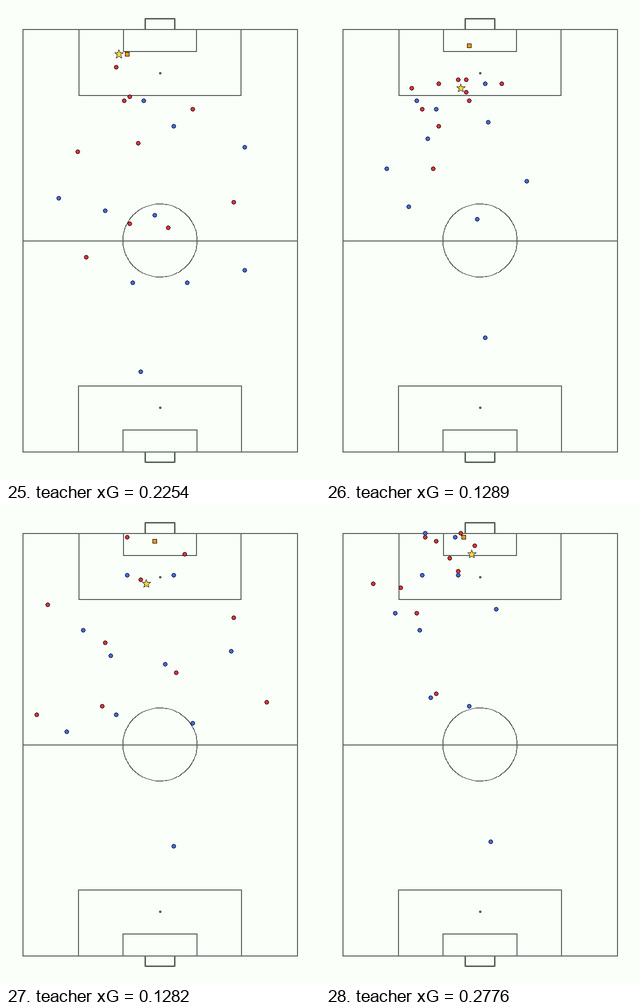 25. teacher xG = 0.2254
26. teacher xG = 0.1289
27. teacher xG = 0.1282
28. teacher xG = 0.2776